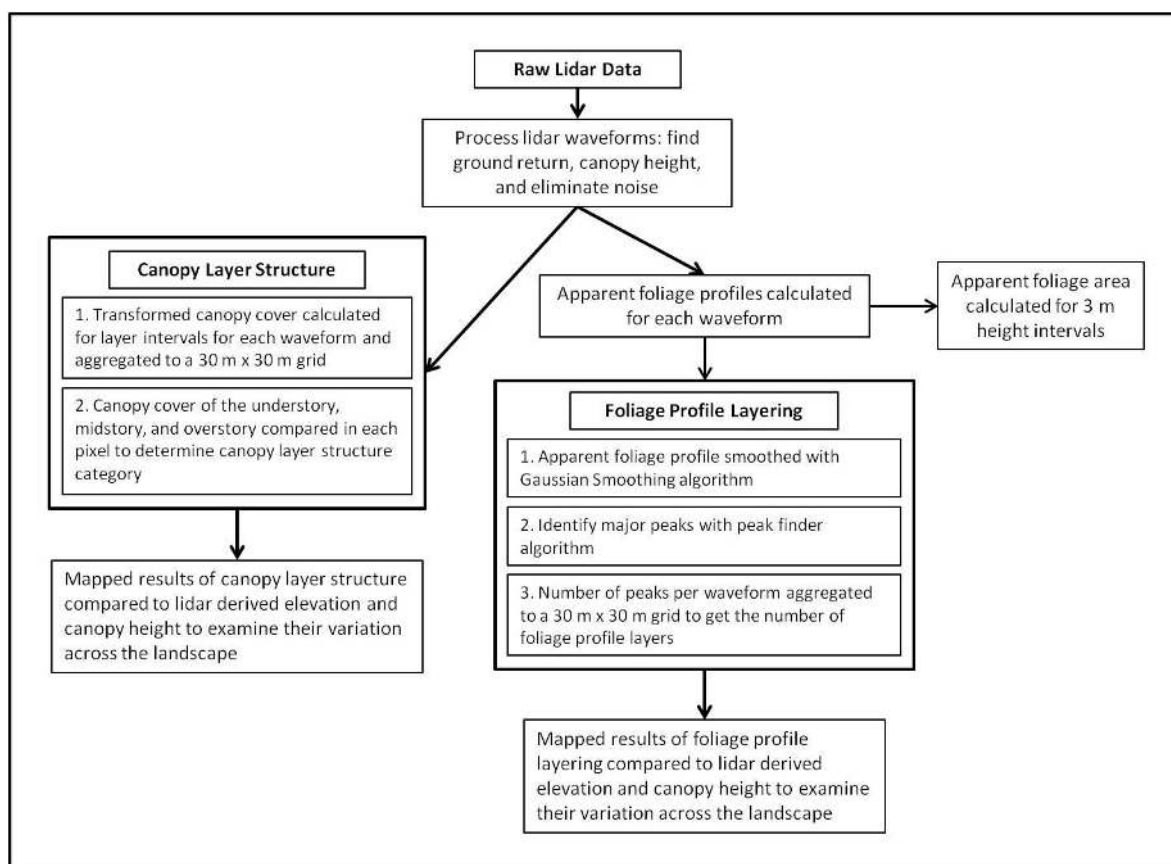 Raw Lidar Data
Process lidar waveforms: find
ground return, canopy height,
and eliminate noise
Canopy Layer Structure
1. Transformed canopy cover calculated
for layer intervals for each waveform and
aggregated to a 30 m x 30 m grid
2. Canopy cover of the understory,
midstory, and overstory compared in each
pixel to determine canopy layer structure
category
Mapped results of canopy layer structure
compared to lidar derived elevation and
canopy height to examine their variation
across the landscape
Apparent foliage profiles calculated
for each waveform
Apparent foliage area
calculated for 3 m
height intervals
Foliage Profile Layering
1. Apparent foliage profile smoothed with
Gaussian Smoothing algorithm
2. Identify major peaks with peak finder
algorithm
3. Number of peaks per waveform aggregated
to a 30 m x 30 m grid to get the number of
foliage profile layers
Mapped results of foliage profile
layering compared to lidar derived
elevation and canopy height to examine
their variation across the landscape